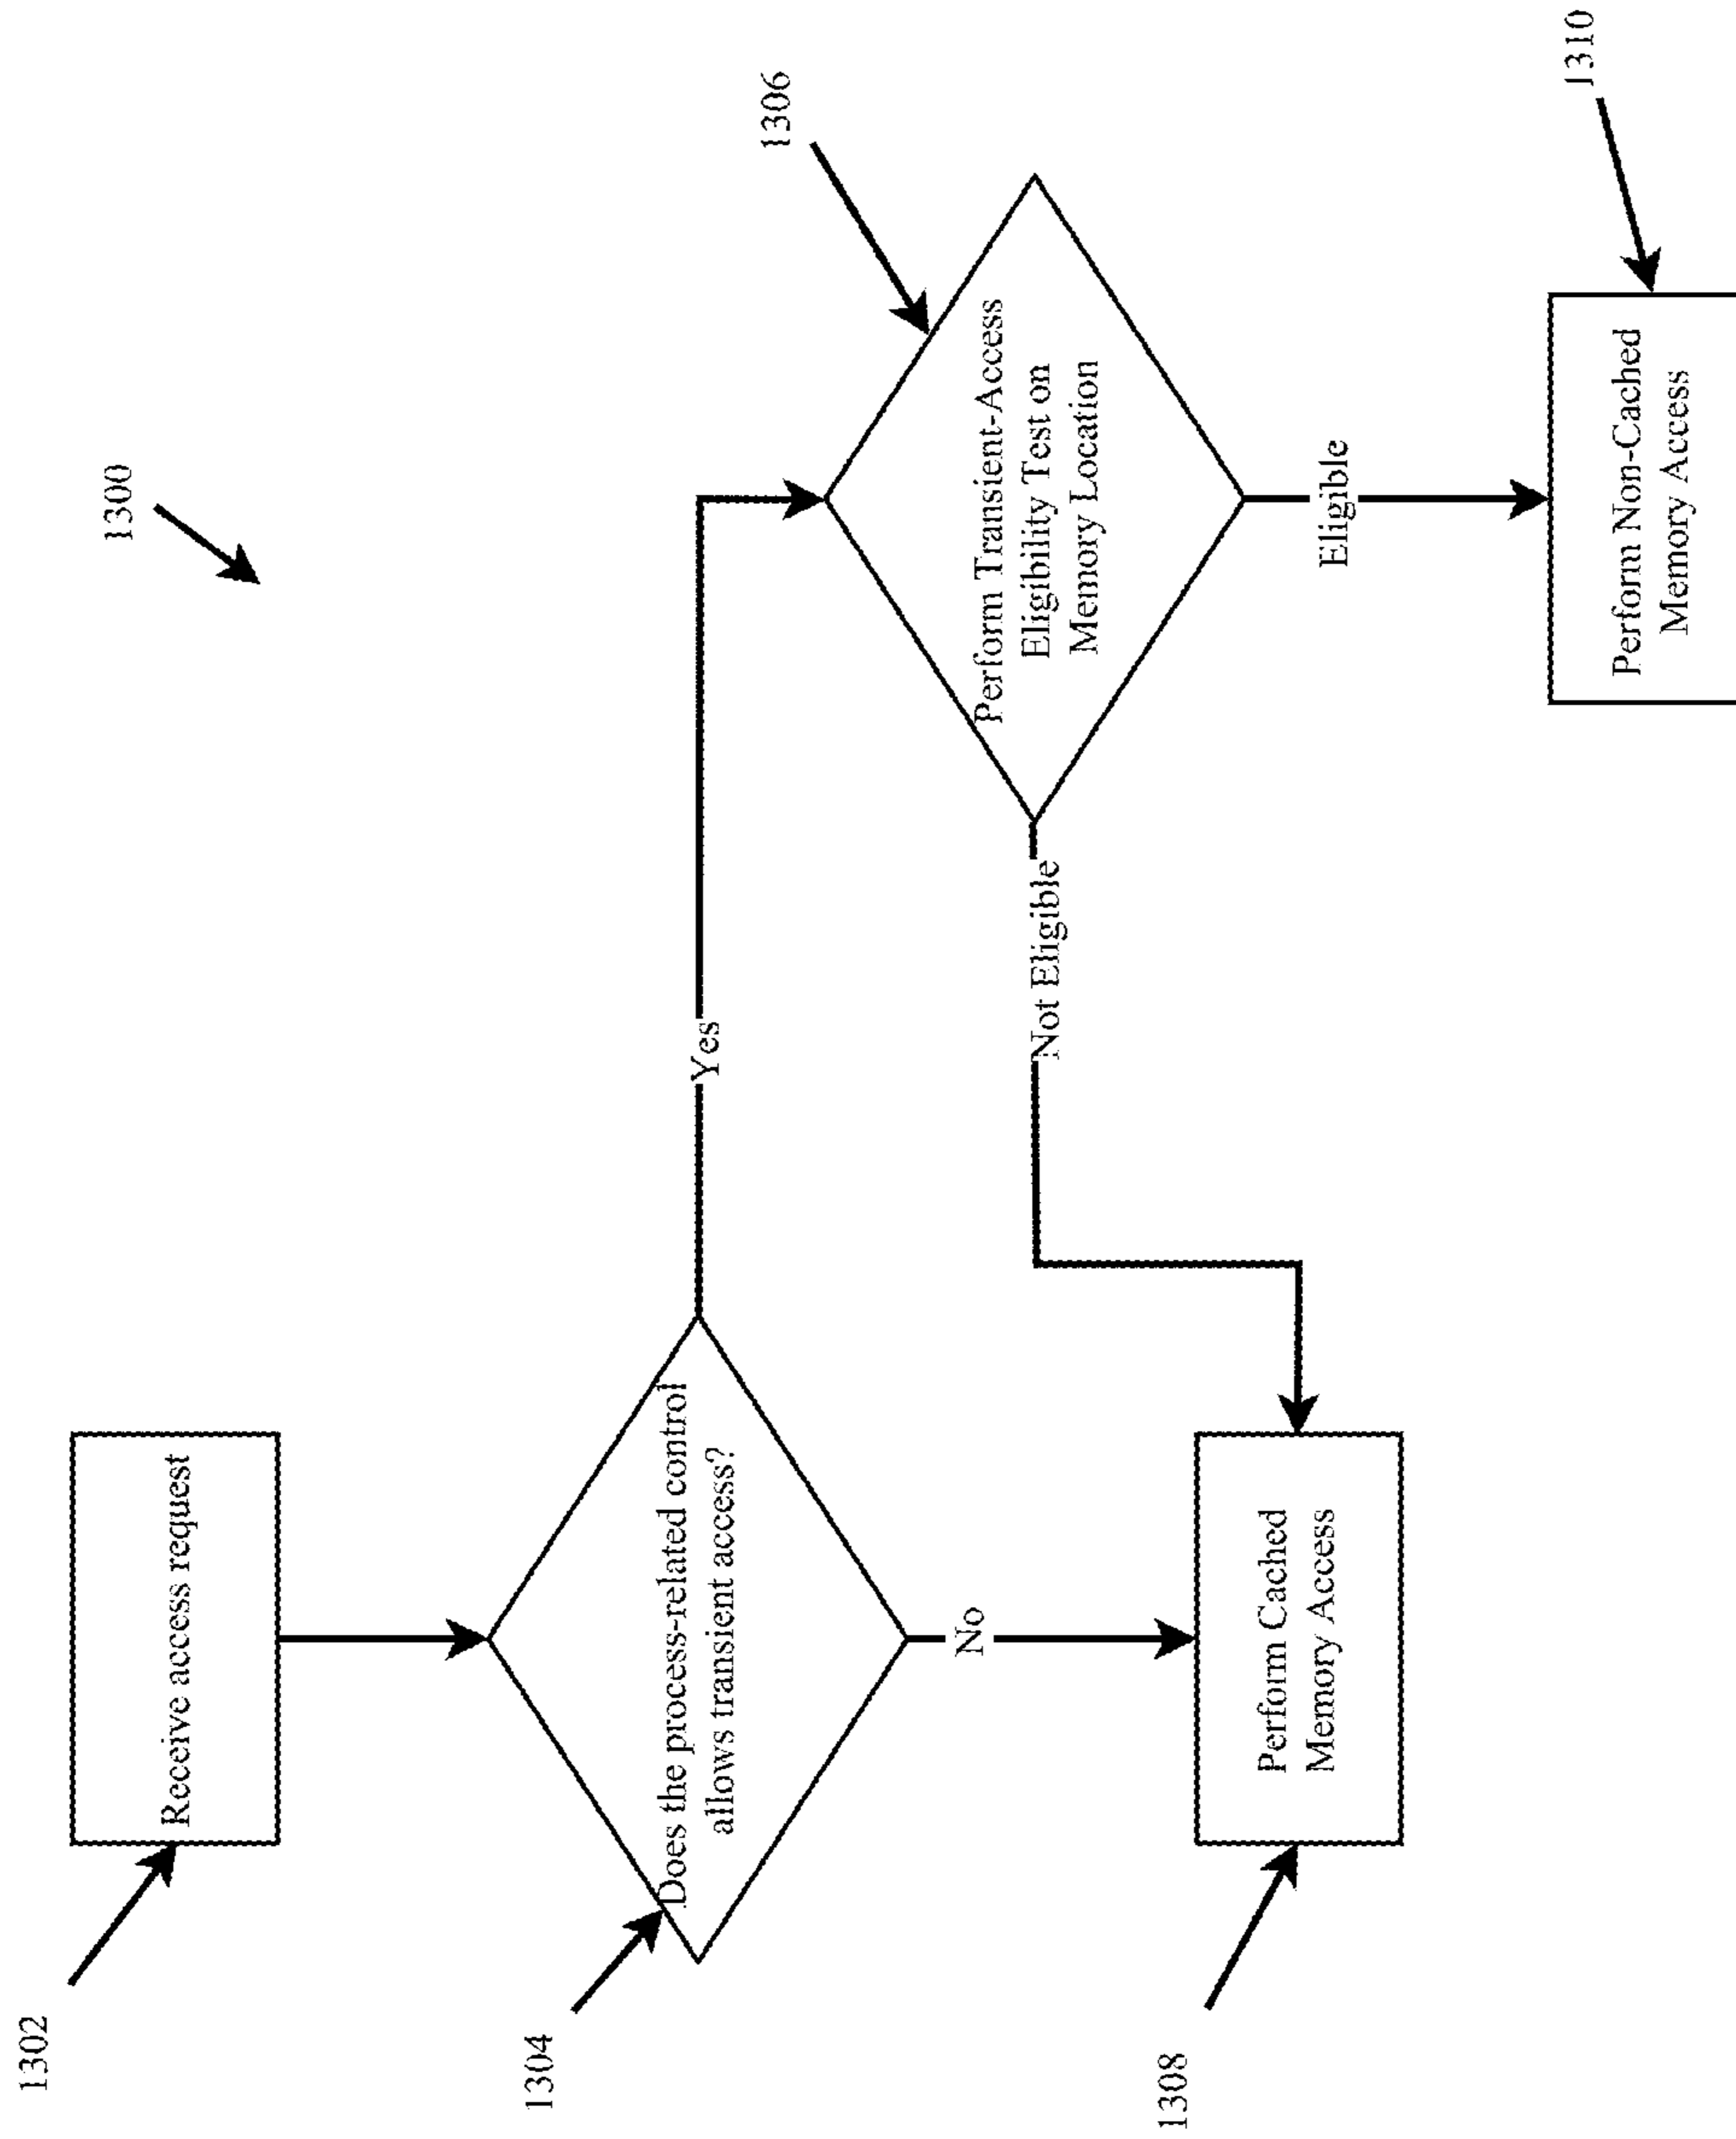 1300
1302
Receive access request
1304
Does the process-related control
allows transient access?
Yes
No
1306
Perform Transient-Access
Eligibility Test on
Memory Location
Not Eligible
Eligible
1308
Perform Cached
Memory Access
1310
Perform Non-Cached
Memory Access